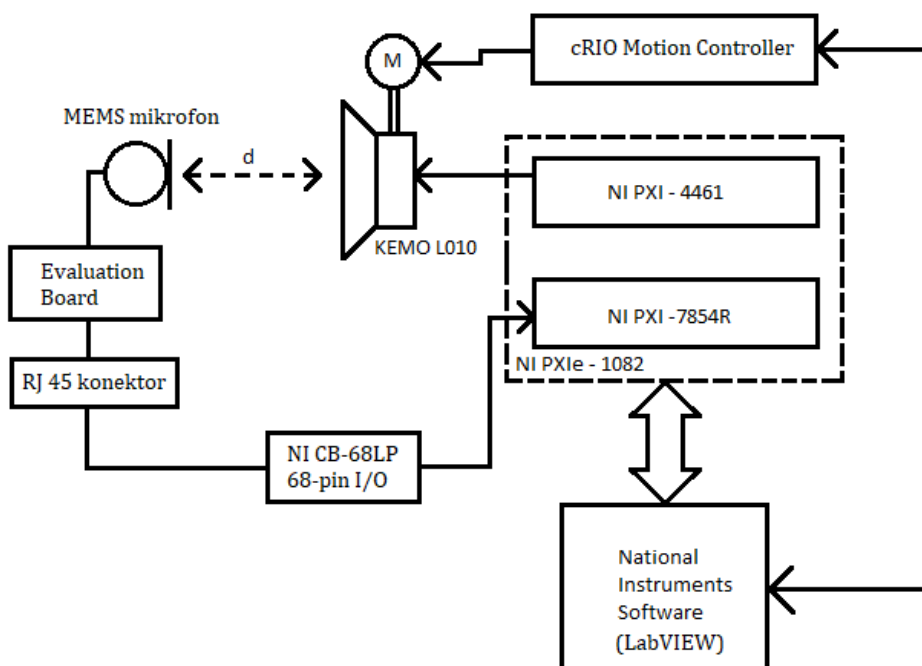 cRIO Motion Controller
M
MEMS mikrofon
d
NI PXI - 4461
KEMO L010
Evaluation
Board
NI PXI -7854R
NI PXIe - 1082
RJ 45 konektor
NI CB-68LP
68-pin I/O
National
Instruments
Software
(LabVIEW)